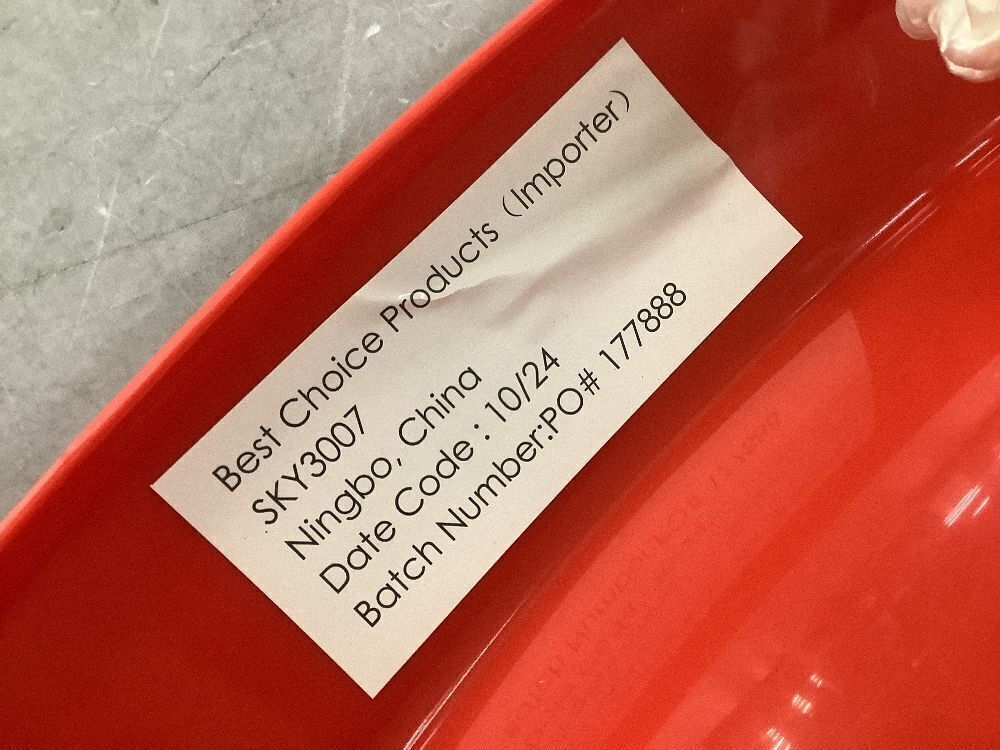 Best Choice Products (Importer)
SKY3007
Ningbo, China
Date Code : 10/24
Batch Number:PO# 177888